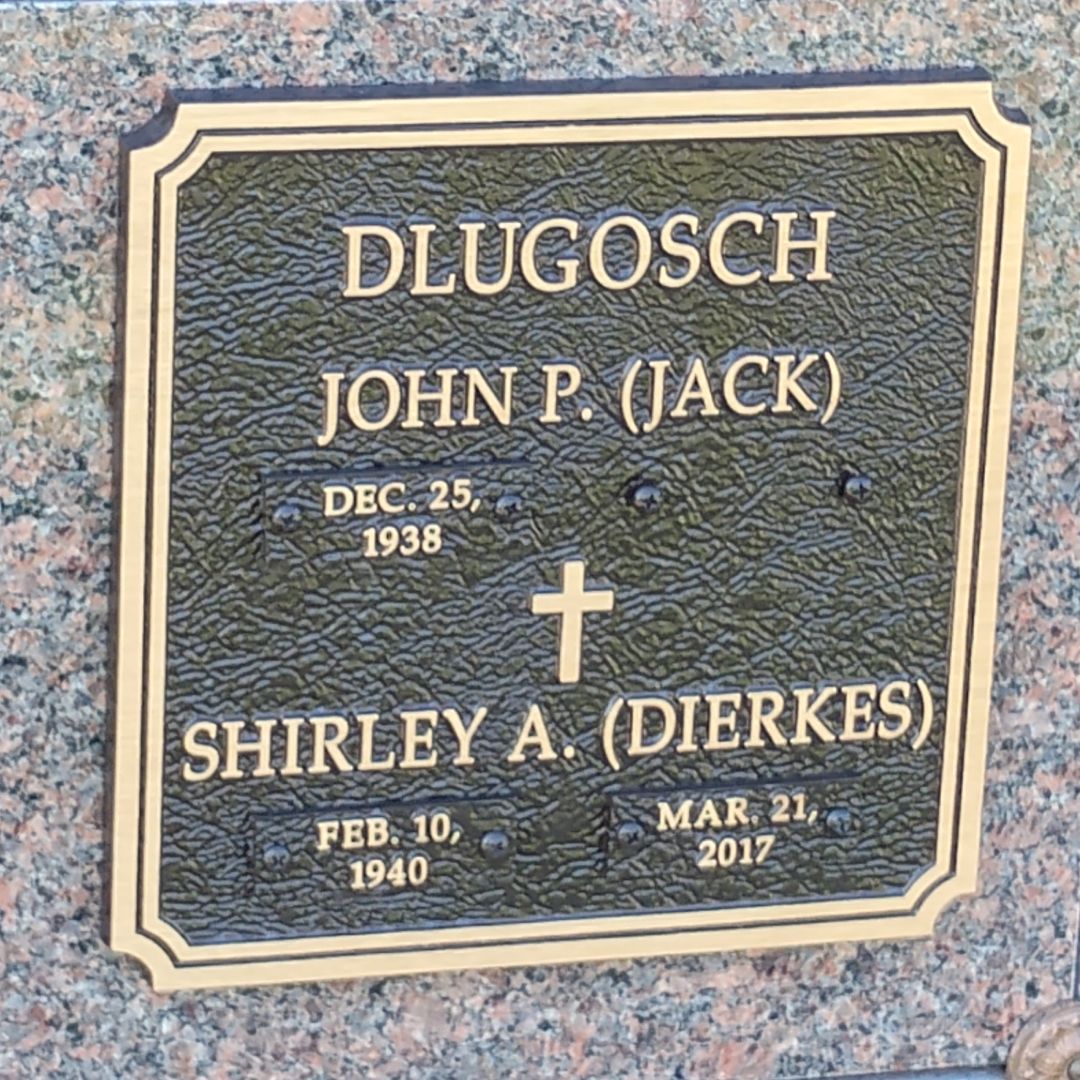 DLUGOSCH
JOHN P. (JACK)
DEC. 25,
1938
SHIRLEY A. (DIERKES)
FEB. 10,
1940
MAR. 21,
2017